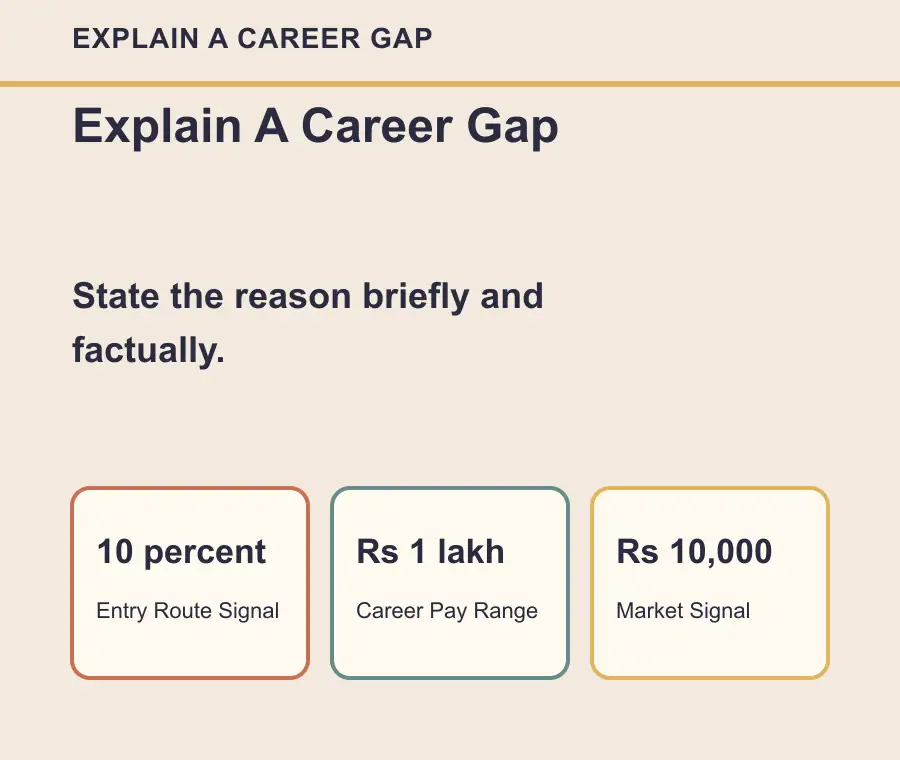 EXPLAIN A CAREER GAP
Explain A Career Gap
State the reason briefly and
factually.
10 percent
Entry Route Signal
Rs 1 lakh
Career Pay Range
Rs 10,000
Market Signal